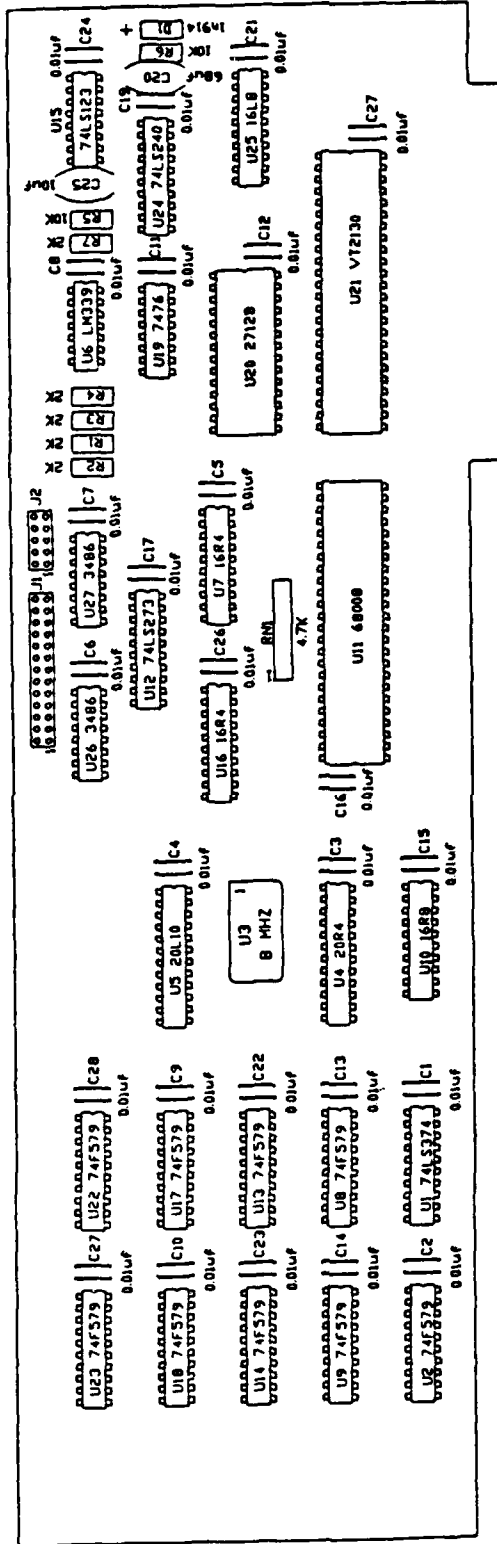 J1
J2
2K
R2
2K
R1
2K
R3
2K
R4
2K
R7
10K
R5
10uf
C25
U15
74LS123
C24
0.01uf
U23 74F579
C27
0.01uf
U22 74F579
C28
0.01uf
U26 3486
C6
0.01uf
U27 3486
C7
0.01uf
U6 LM339
C8
0.01uf
+
D1
1n914
R6
10K
C20
68uf
U18 74F579
C10
0.01uf
U17 74F579
C9
0.01uf
U5 20L10
C4
0.01uf
U12 74LS273
C17
0.01uf
U19 7476
C11
0.01uf
U24 74LS240
C19
0.01uf
U14 74F579
C23
0.01uf
U13 74F579
C22
0.01uf
U3
8 MHZ
1
U16 16R4
C26
0.01uf
U7 16R4
C5
0.01uf
U20 27128
C12
0.01uf
U25 16L8
C21
0.01uf
RN1
1
4.7K
U9 74F579
C14
0.01uf
U8 74F579
C13
0.01uf
U4 20R4
C3
0.01uf
C16
0.01uf
U11 68008
U21 VT2130
C27
0.01uf
U2 74F579
C2
0.01uf
U1 74LS374
C1
0.01uf
U10 16R8
C15
0.01uf